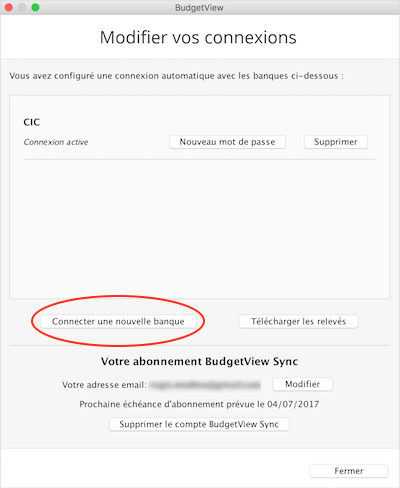 BudgetView
Modifier vos connexions
Vous avez configuré une connexion automatique avec les banques ci-dessous :
CIC
Connexion active
Nouveau mot de passe
Supprimer
Connecter une nouvelle banque
Télécharger les relevés
Votre abonnement BudgetView Sync
Votre adresse email:
Modifier
Prochaine échéance d'abonnement prévue le 04/07/2017
Supprimer le compte BudgetView Sync
Fermer